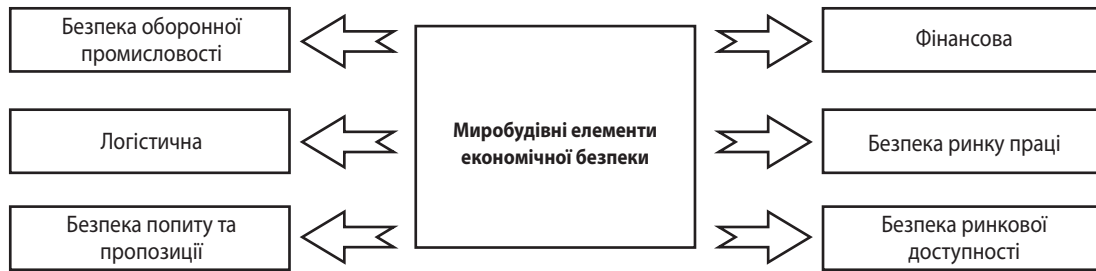 Безпека оборонної
промисловості
Логістична
Безпека попиту та
пропозиції
Миробудівні елементи
економічної безпеки
Фінансова
Безпека ринку праці
Безпека ринкової
доступності